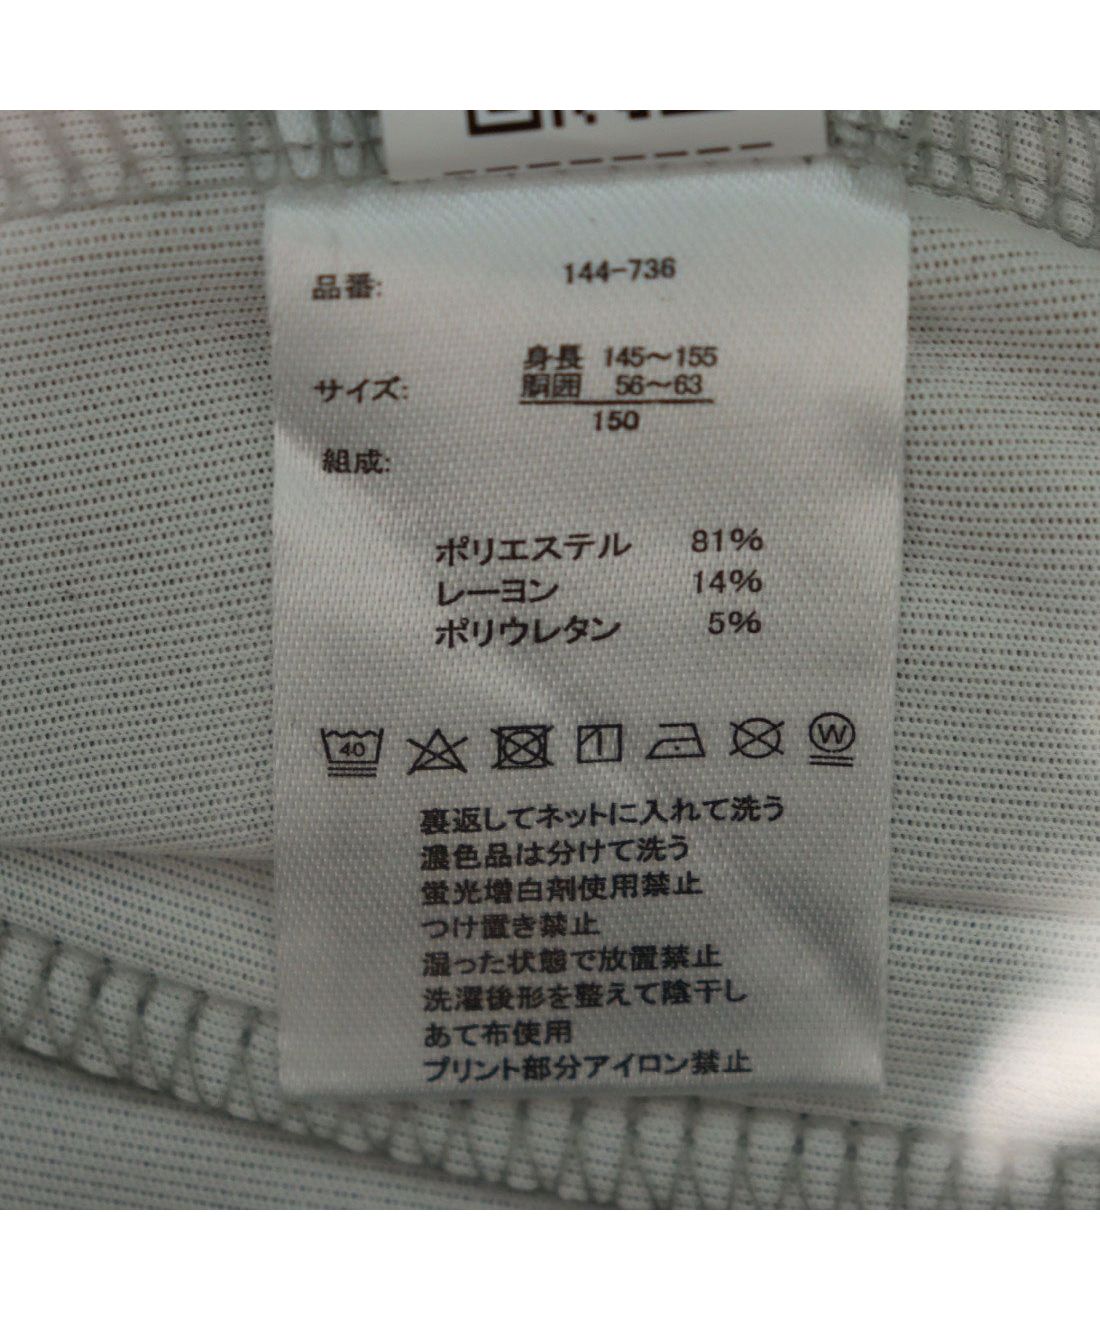 品番: 144-736
身長 145～155
サイズ: 胴囲 56～63
150
組成:
ポリエステル 81%
レーヨン 14%
ポリウレタン 5%
40 W
裏返してネットに入れて洗う
濃色品は分けて洗う
蛍光増白剤使用禁止
つけ置き禁止
湿った状態で放置禁止
洗濯後形を整えて陰干し
あて布使用
プリント部分アイロン禁止